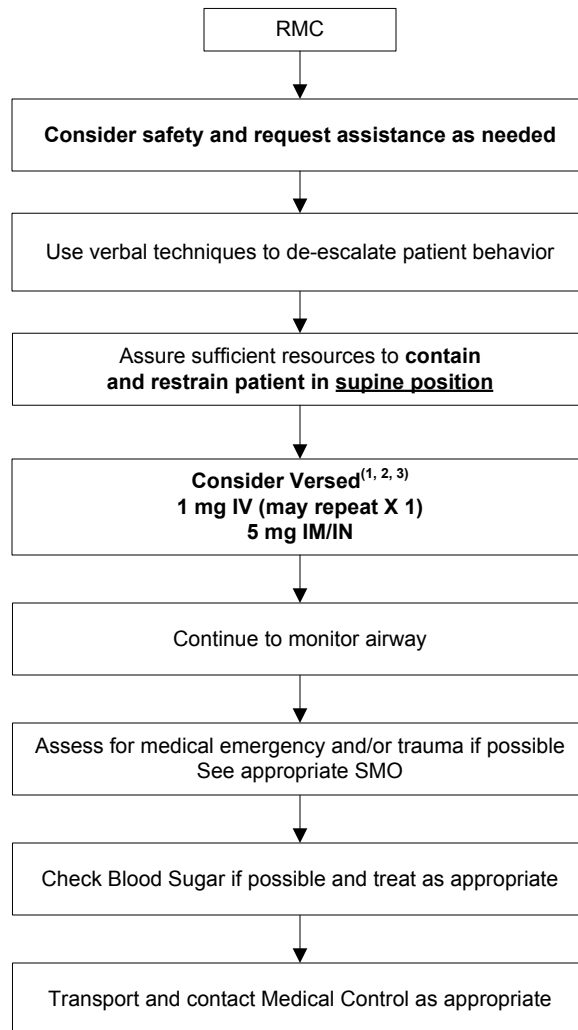 RMC
Consider safety and request assistance as needed
Use verbal techniques to de-escalate patient behavior
Assure sufficient resources to contain
and restrain patient in supine position
Consider Versed(1, 2, 3)
1 mg IV (may repeat X 1)
5 mg IM/IN
Continue to monitor airway
Assess for medical emergency and/or trauma if possible
See appropriate SMO
Check Blood Sugar if possible and treat as appropriate
Transport and contact Medical Control as appropriate